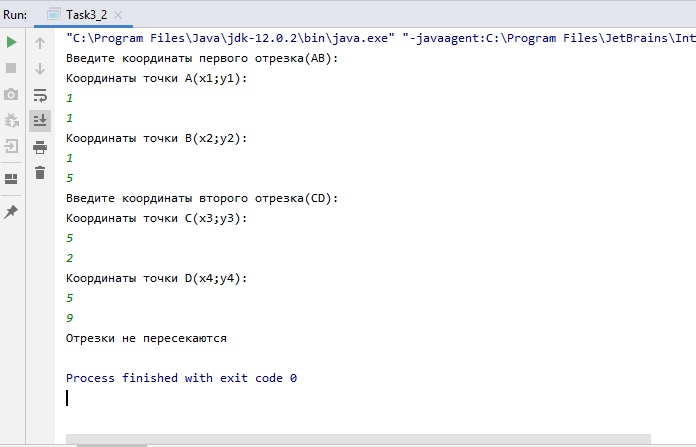 Run: Task3_2
"C:\Program Files\Java\jdk-12.0.2\bin\java.exe" "-javaagent:C:\Program Files\JetBrains\Int
Введите координаты первого отрезка(AB):
Координаты точки A(x1;y1):
1
1
Координаты точки B(x2;y2):
1
5
Введите координаты второго отрезка(CD):
Координаты точки C(x3;y3):
5
2
Координаты точки D(x4;y4):
5
9
Отрезки не пересекаются
Process finished with exit code 0